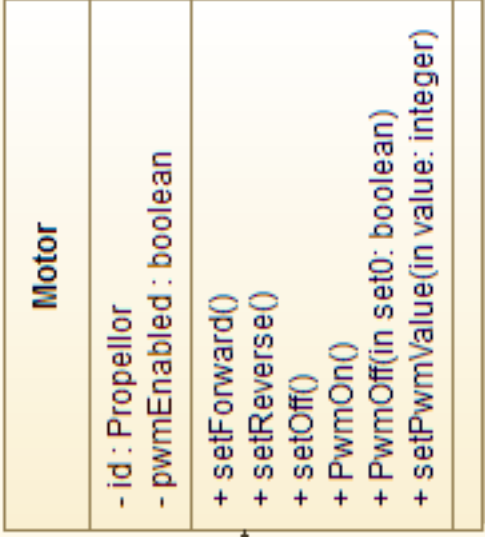 Motor
- id : Propellor
- pwmEnabled : boolean
+ setForward()
+ setReverse()
+ setOff()
+ PwmOn()
+ PwmOff(in set0: boolean)
+ setPwmValue(in value: integer)